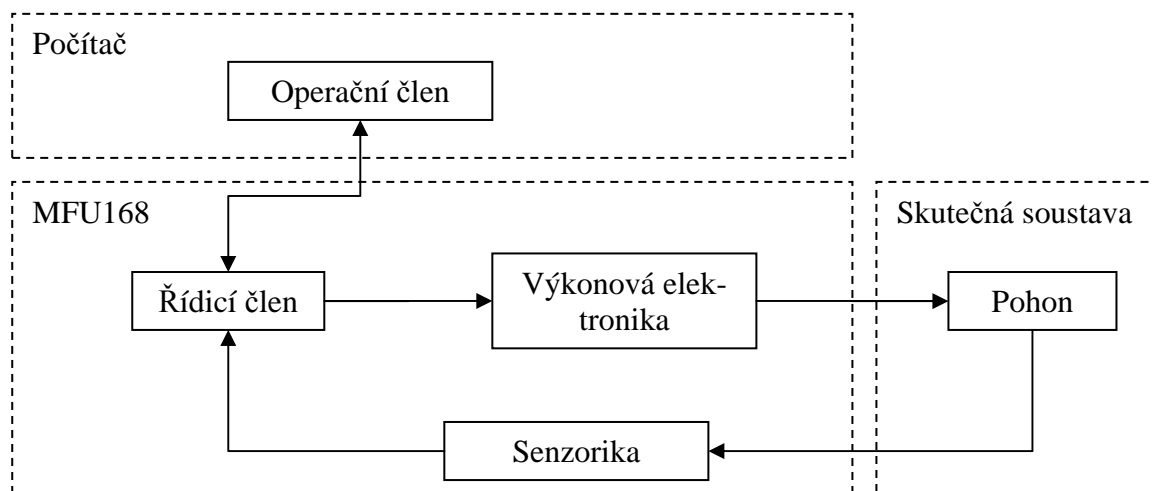 Počítač
Operační člen
MFU168
Skutečná soustava
Řídicí člen
Výkonová elek-
tronika
Pohon
Senzorika